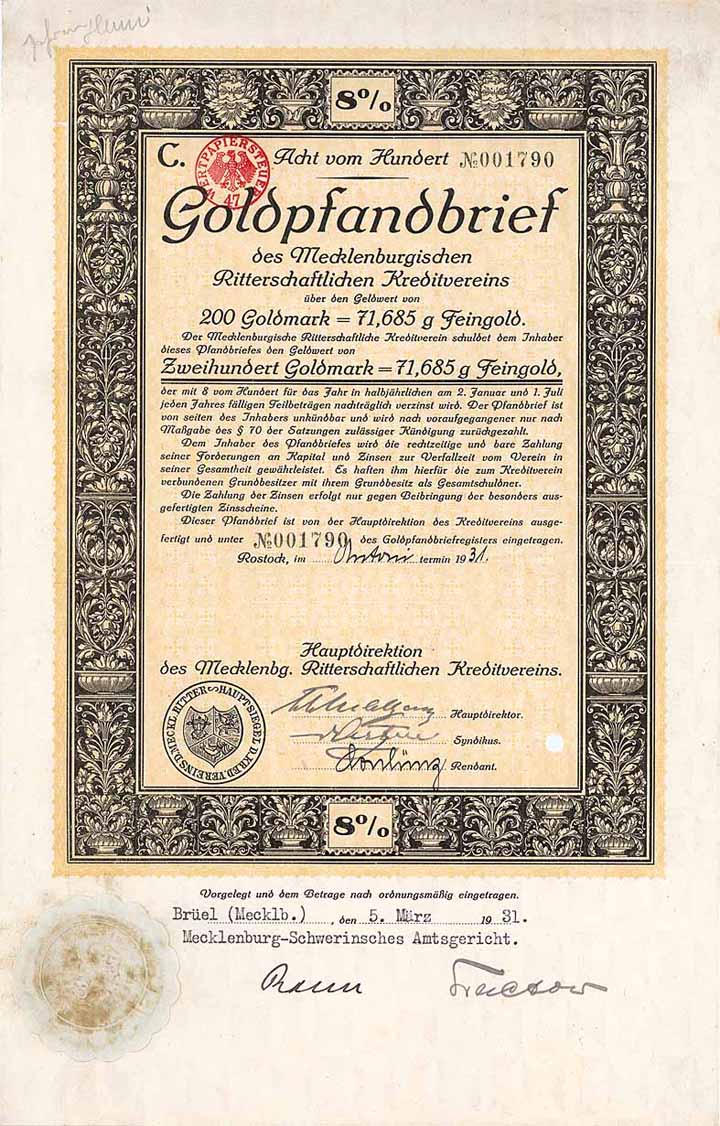 8%
C.
Acht vom Hundert №001790
WERTPAPIERSTEUER
47
Goldpfandbrief
des Mecklenburgischen
Ritterschaftlichen Kreditvereins
über den Geldwert von
200 Goldmark = 71,685 g Feingold.
Der Mecklenburgische Ritterschaftliche Kreditverein schuldet dem Inhaber
dieses Pfandbriefes den Geldwert von
Zweihundert Goldmark = 71,685 g Feingold,
der mit 8 vom Hundert für das Jahr in halbjährlichen am 2. Januar und 1. Juli
jeden Jahres fälligen Teilbeträgen nachträglich verzinst wird. Der Pfandbrief ist
von seiten des Inhabers unkündbar und wird nach voraufgegangener nur nach
Maßgabe des § 70 der Satzungen zulässiger Kündigung zurückgezahlt.
Dem Inhaber des Pfandbriefes wird die rechtzeitige und bare Zahlung
seiner Forderungen an Kapital und Zinsen zur Verfallzeit vom Verein in
seiner Gesamtheit gewährleistet. Es haften ihm hierfür die zum Kreditverein
verbundenen Grundbesitzer mit ihrem Grundbesitz als Gesamtschuldner.
Die Zahlung der Zinsen erfolgt nur gegen Beibringung der besonders aus-
gefertigten Zinsscheine.
Dieser Pfandbrief ist von der Hauptdirektion des Kreditvereins ausge-
fertigt und unter №001790 des Goldpfandbriefregisters eingetragen.
Rostock, im Antoni termin 1931.
Hauptdirektion
des Mecklenbg. Ritterschaftlichen Kreditvereins.
HAUPTSIEGEL D. KRED. VEREINS D. MECKL. RITTER
Hauptdirektor.
Syndikus.
Rendant.
8%
Vorgelegt und dem Betrage nach ordnungsmäßig eingetragen.
Brüel (Mecklb.), den 5. März 1931.
Mecklenburg-Schwerinsches Amtsgericht.